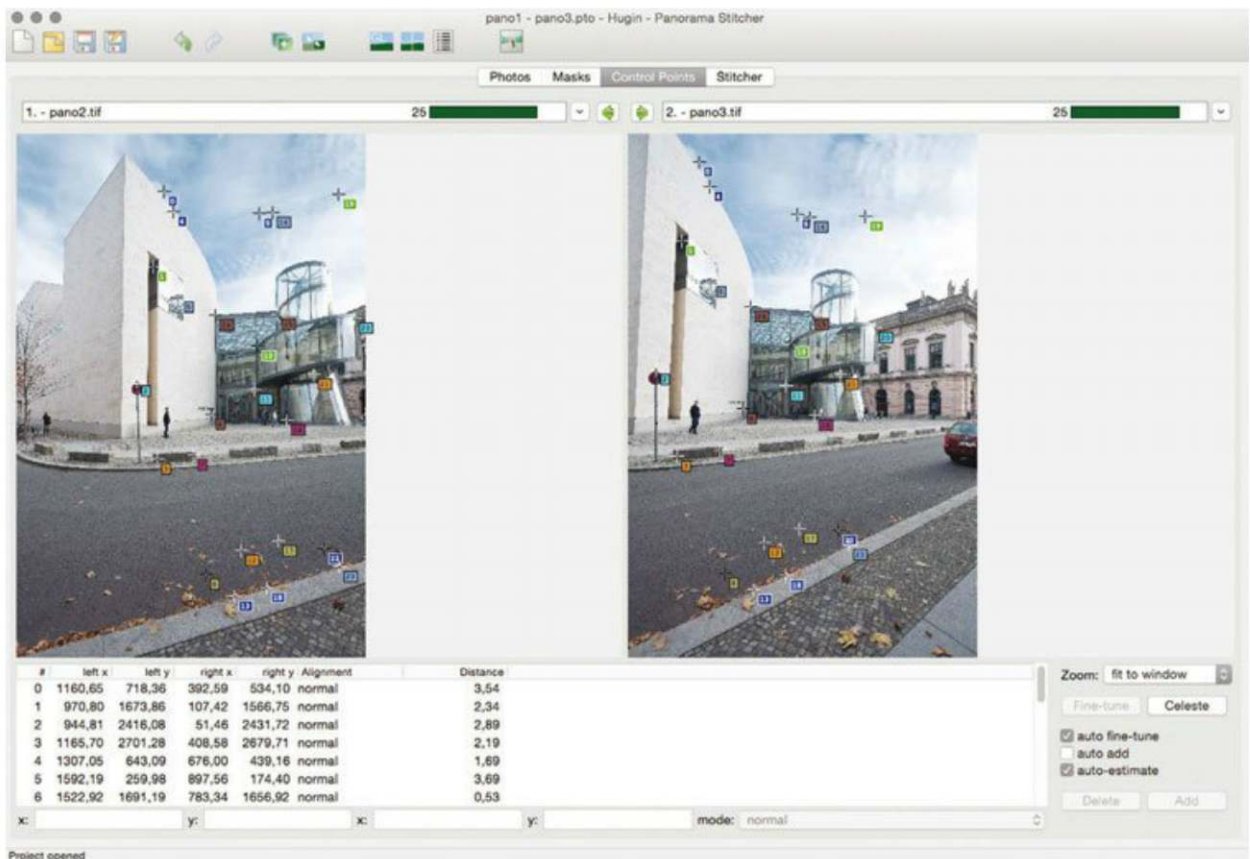 pano1 - pano3.pto - Hugin - Panorama Stitcher
Photos Masks Control Points Stitcher
1. - pano2.tif 25 2. - pano3.tif 25
# left x left y right x right y Alignment Distance
0 1160,65 718,36 392,59 534,10 normal 3,54
1 970,80 1673,86 107,42 1566,75 normal 2,34
2 944,81 2416,08 51,46 2431,72 normal 2,89
3 1165,70 2701,28 408,58 2679,71 normal 2,19
4 1307,05 643,09 676,00 439,16 normal 1,69
5 1592,19 259,98 897,56 174,40 normal 3,69
6 1522,92 1691,19 783,34 1656,92 normal 0,53
Zoom: fit to window
Fine-tune Celeste
auto fine-tune
auto add
auto-estimate
Delete Add
x: y: x: y: mode: normal
Project opened